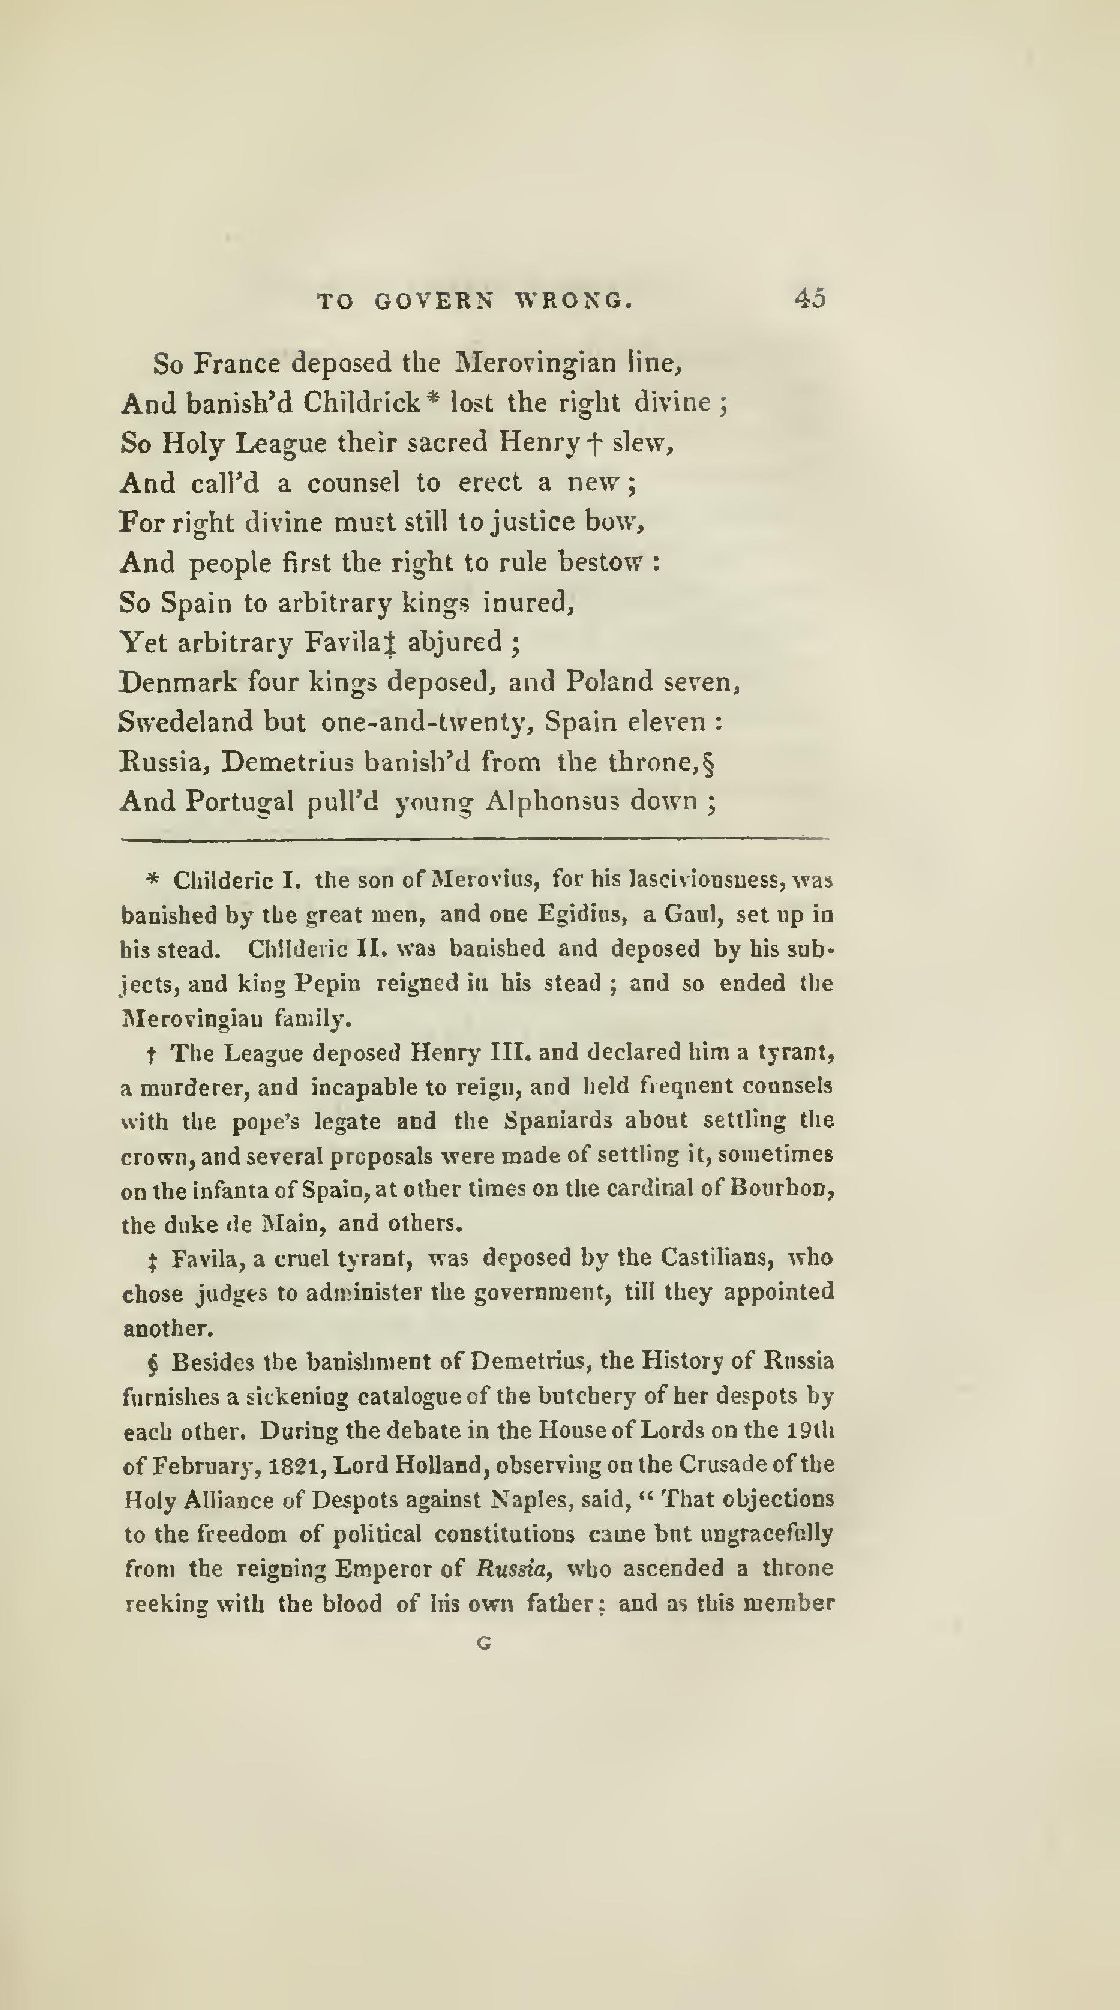 TO GOVERN WRONG. 45
So France deposed the Merovingian line,
And banish'd Childrick * lost the right divine ;
So Holy League their sacred Henry † slew,
And call'd a counsel to erect a new ;
For right divine must still to justice bow,
And people first the right to rule bestow :
So Spain to arbitrary kings inured,
Yet arbitrary Favila‡ abjured ;
Denmark four kings deposed, and Poland seven,
Swedeland but one-and-twenty, Spain eleven :
Russia, Demetrius banish'd from the throne,§
And Portugal pull'd young Alphonsus down ;
* Childeric I. the son of Merovius, for his lasciviousness, was
banished by the great men, and one Egidius, a Gaul, set up in
his stead. Childeric II. was banished and deposed by his sub-
jects, and king Pepin reigned in his stead ; and so ended the
Merovingian family.
† The League deposed Henry III. and declared him a tyrant,
a murderer, and incapable to reign, and held frequent counsels
with the pope's legate and the Spaniards about settling the
crown, and several proposals were made of settling it, sometimes
on the infanta of Spain, at other times on the cardinal of Bourbon,
the duke de Main, and others.
‡ Favila, a cruel tyrant, was deposed by the Castilians, who
chose judges to administer the government, till they appointed
another.
§ Besides the banishment of Demetrius, the History of Russia
furnishes a sickening catalogue of the butchery of her despots by
each other. During the debate in the House of Lords on the 19th
of February, 1821, Lord Holland, observing on the Crusade of the
Holy Alliance of Despots against Naples, said, “ That objections
to the freedom of political constitutions came but ungracefully
from the reigning Emperor of Russia, who ascended a throne
reeking with the blood of his own father ; and as this member
G